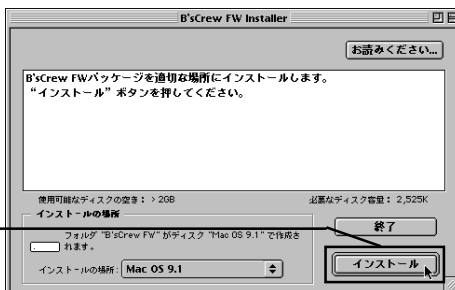 B'sCrew FW Installer
お読みください...
B'sCrew FWパッケージを適切な場所にインストールします。
“インストール”ボタンを押してください。
使用可能なディスクの空き：> 2GB
必要なディスク容量：2,525K
インストールの場所
フォルダ “B'sCrew FW”がディスク “Mac OS 9.1”で作成さ
れます。
終了
インストールの場所：Mac OS 9.1
インストール